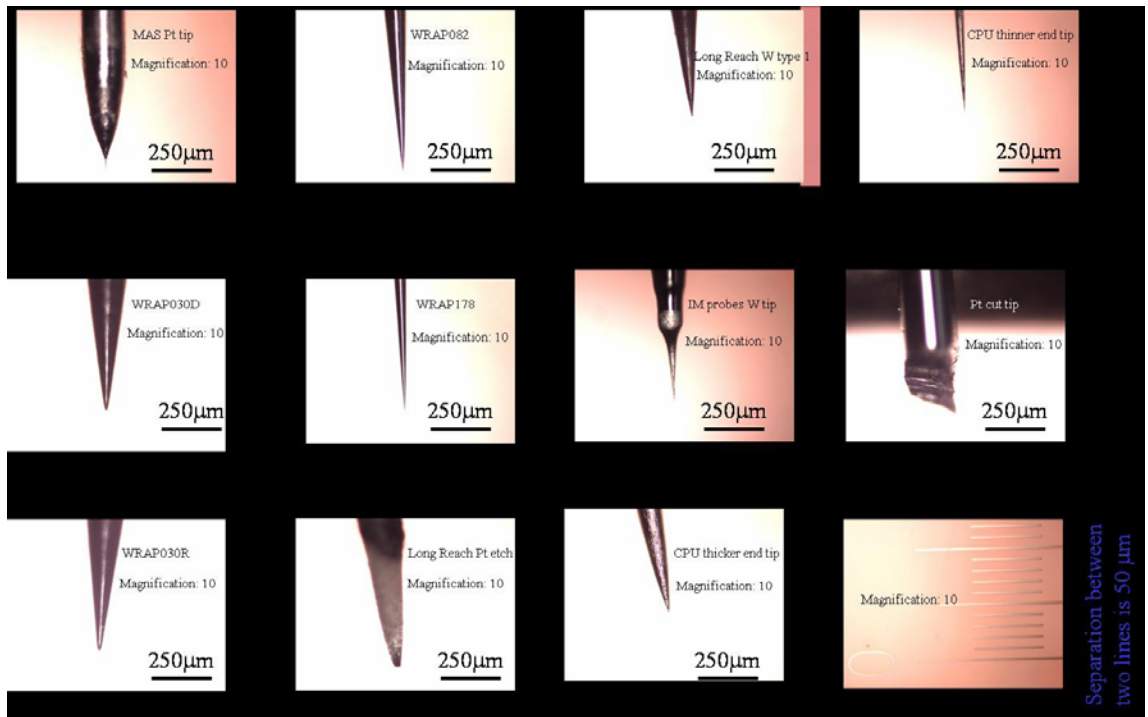 MAS Pt tip
Magnification: 10
250μm
WRAP082
Magnification: 10
250μm
Long Reach W type 1
Magnification: 10
250μm
CPU thinner end tip
Magnification: 10
250μm
WRAP030D
Magnification: 10
250μm
WRAP178
Magnification: 10
250μm
IM probes W tip
Magnification: 10
250μm
Pt cut tip
Magnification: 10
250μm
WRAP030R
Magnification: 10
250μm
Long Reach Pt etch
Magnification: 10
250μm
CPU thicker end tip
Magnification: 10
250μm
Magnification: 10
Separation between
two lines is 50 μm